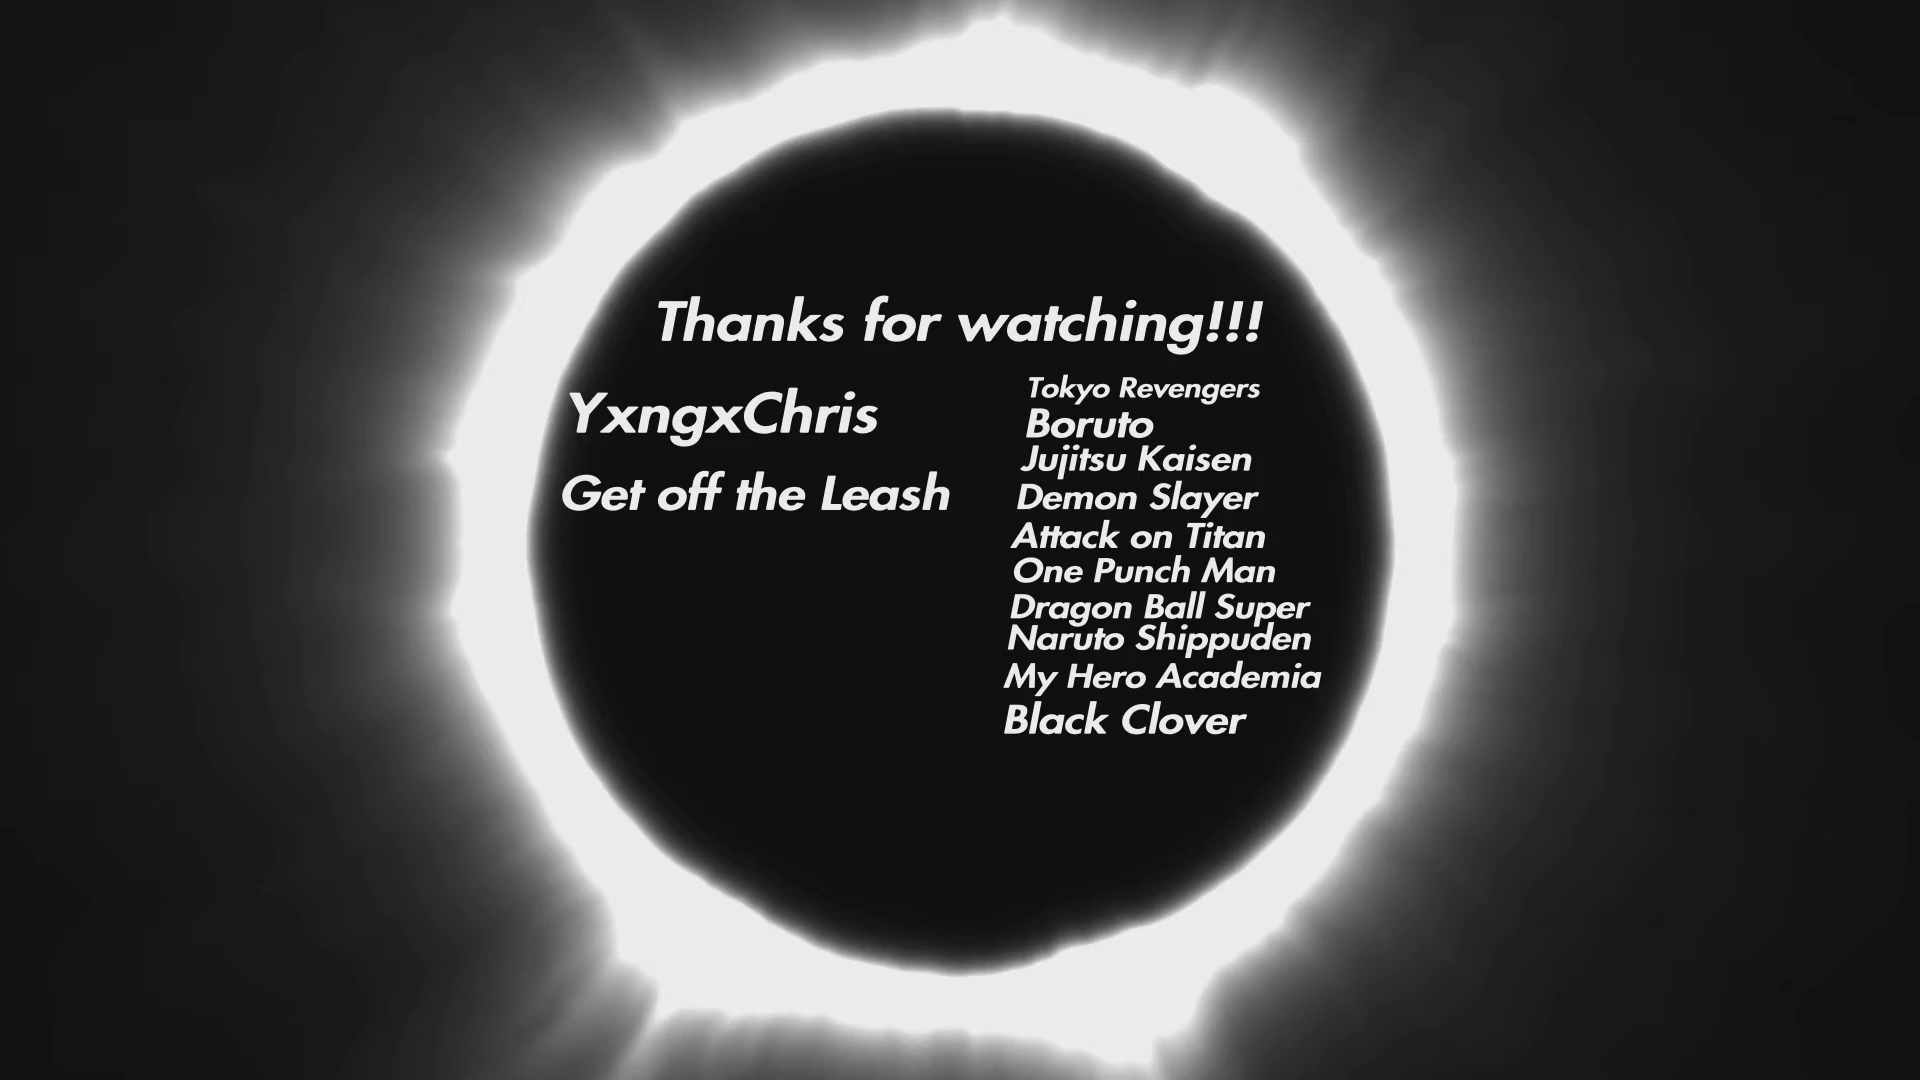 Thanks for watching!!!
YxngxChris
Get off the Leash
Tokyo Revengers
Boruto
Jujitsu Kaisen
Demon Slayer
Attack on Titan
One Punch Man
Dragon Ball Super
Naruto Shippuden
My Hero Academia
Black Clover